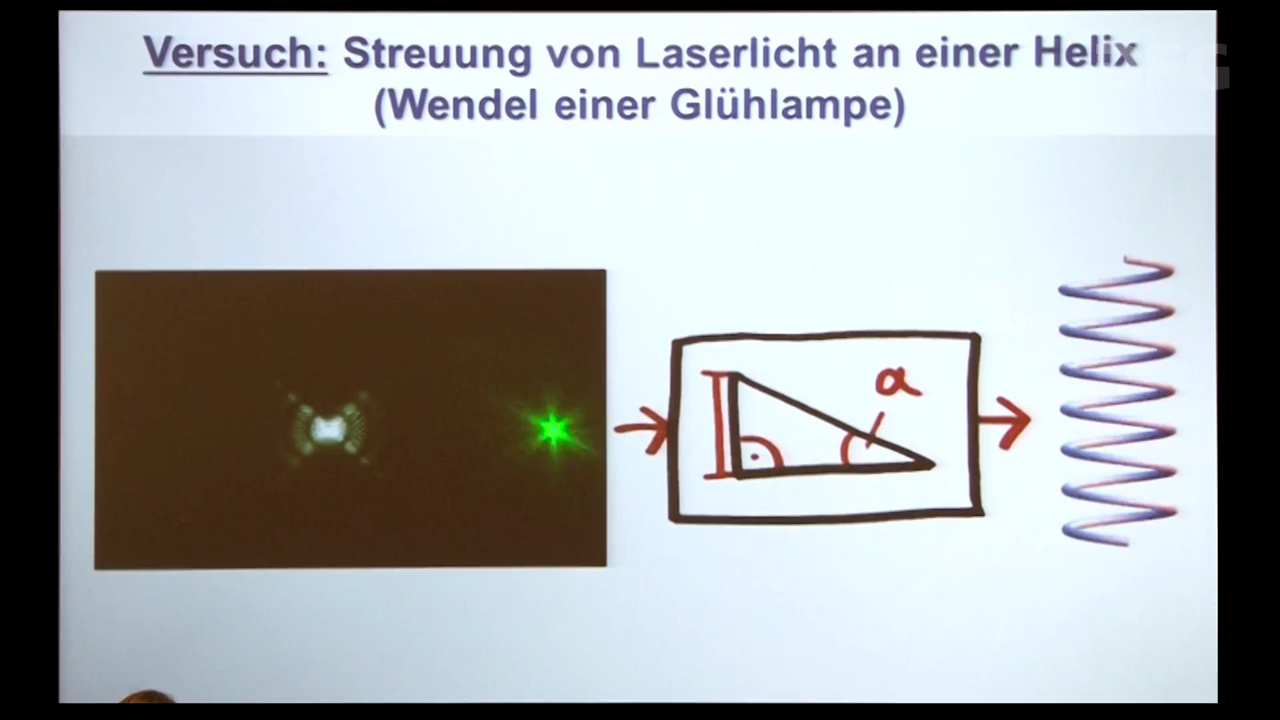 Versuch: Streuung von Laserlicht an einer Helix
(Wendel einer Glühlampe)
a